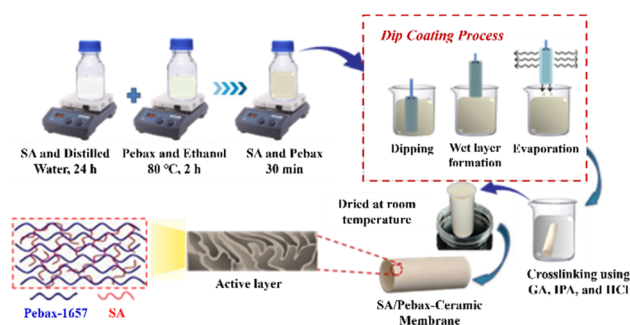 Dip Coating Process
SA and Distilled
Water, 24 h
Pebax and Ethanol
80 °C, 2 h
SA and Pebax
30 min
Dipping
Wet layer
formation
Evaporation
Dried at room
temperature
Crosslinking using
GA, IPA, and HCl
Active layer
SA/Pebax-Ceramic
Membrane
Pebax-1657
SA